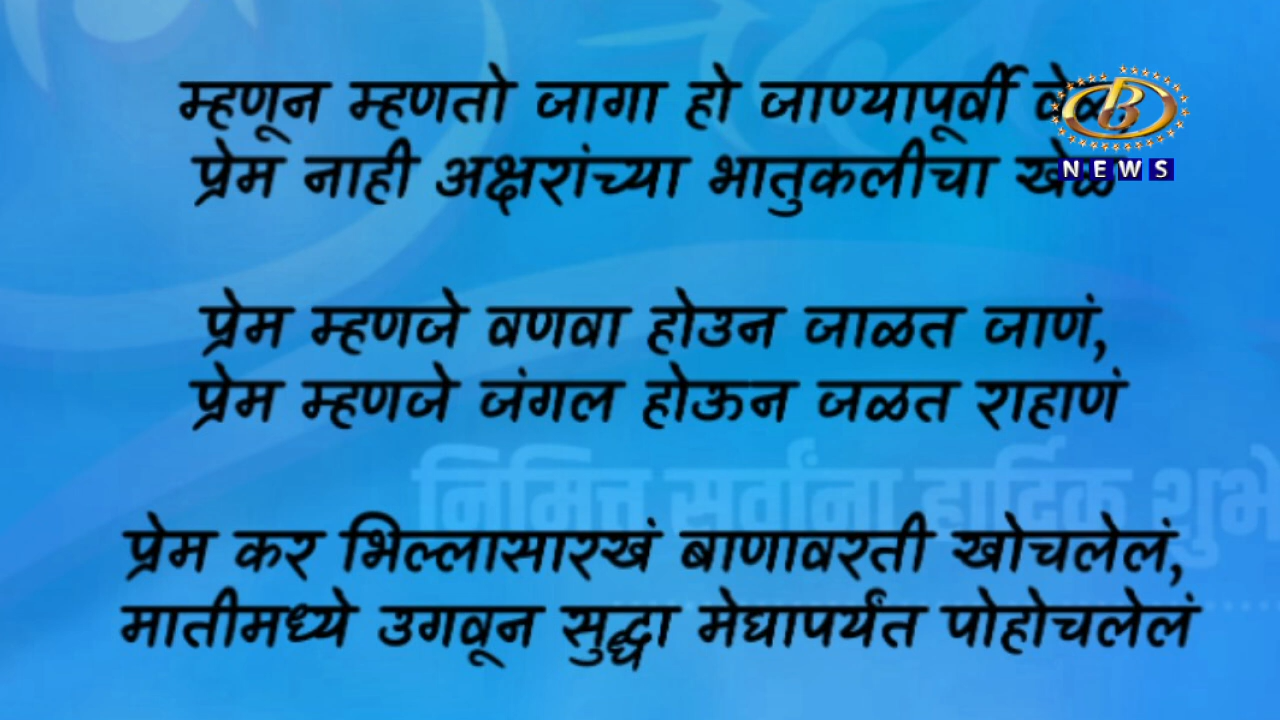 म्हणून म्हणतो जागा हो जाण्यापूर्वी वेळ,
प्रेम नाही अक्षरांच्या भातुकलीचा खेळ
प्रेम म्हणजे वणवा होउन जाळत जाणं,
प्रेम म्हणजे जंगल होऊन जळत राहाणं
निमित्त सर्वांना हार्दिक शुभे
प्रेम कर भिल्लासारखं बाणावरती खोचलेलं,
मातीमध्ये उगवून सुद्धा मेघापर्यंत पोहोचलेलं
B
NEWS